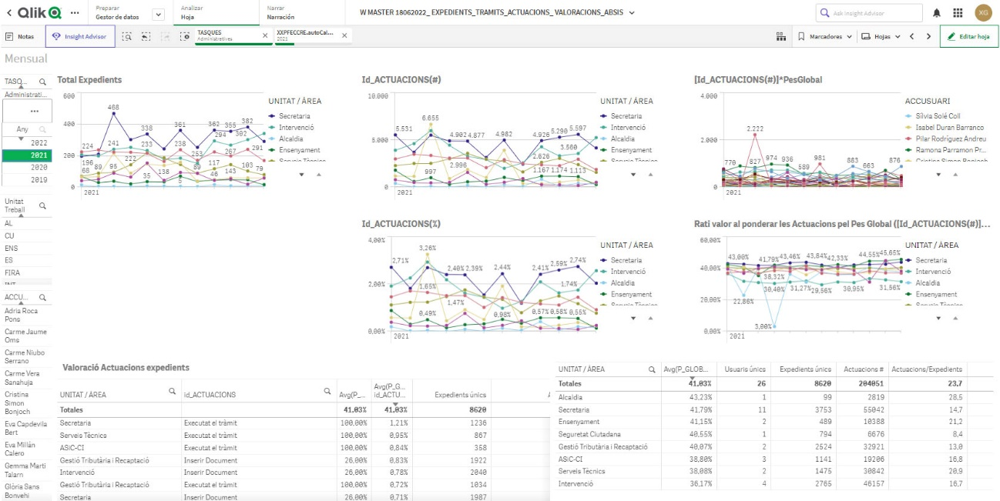 Qlik
Preparar
Gestor de datos
Analizar
Hoja
Narrar
Narración
W MASTER 18062022_ EXPEDIENTS_TRAMITS_ACTUACIONS_ VALORACIONS_ABSIS
Ask Insight Advisor
XG
Notas
Insight Advisor
TASQUES
Administratives
XXPFECCRE.autoCal...
2021
Marcadores
Hojas
Editar hoja
Mensual
TASQ...
Administrati...
...
Any
2022
2021
2020
2019
Unitat
Treball
AL
CU
ENS
ES
FIRA
ACCU...
Adria Roca
Pons
Carme Jaume
Oms
Carme Niubo
Serrano
Carme Vera
Sanahuja
Cristina
Simon
Bonjoch
Eva Capdevila
Bert
Eva Millán
Calero
Gemma Martí
Talarn
Glòria Sans
Bonvehí
Total Expedients
600
400
200
0
468
338
361
362 355 382
294 302
224
241
233
238
253
267
291
196
222
89
117
68 89 95
35
138
5
46 143 103 79
2021
UNITAT / ÀREA
Secretaria
Intervenció
Alcaldia
Ensenyament
Serveis Tècnics
Id_ACTUACIONS(#)
10.000
5.000
0
5.531
6.655
4.902 4.877
4.982
4.926 5.290 5.597
3.560
2.996
2.626
997
1.167 1.174 1.113
2021
UNITAT / ÀREA
Secretaria
Intervenció
Alcaldia
Ensenyament
Serveis Tècnics
[Id_ACTUACIONS(#)]*PesGlobal
4.000
2.000
0
2.222
770
827
974 936
589
981
883
663
876
2021
ACCUSUARI
Sílvia Solé Coll
Isabel Duran Barranco
Pilar Rodríguez Andreu
Ramona Parramon Pr...
Cristina Simon Bonjoch
Id_ACTUACIONS(%)
4,00%
2,00%
0,00%
2,71%
3,26%
2,40% 2,39%
2,44%
2,41% 2,59% 2,74%
1,65%
1,74%
1,47%
0,49%
0,98%
0,57% 0,58% 0,55%
2021
UNITAT / ÀREA
Secretaria
Intervenció
Alcaldia
Ensenyament
Serveis Tècnics
Rati valor al ponderar les Actuacions pel Pes Global ([Id_ACTUACIONS(#)]...
60,00%
40,00%
20,00%
0,00%
43,00%
41,79% 43,46%
43,84% 42,33%
44,55% 45,65%
38,32%
30,40%
31,27% 29,56%
30,95%
31,56%
22,86%
3,00%
2021
UNITAT / ÀREA
Secretaria
Intervenció
Alcaldia
Ensenyament
Serveis Tècnics
Valoració Actuacions expedients
UNITAT / ÀREA id_ACTUACIONS Avg(P_... Avg(P_G... id_ACTU... Expedients únics
Totales 41,03% 41,03% 8620
Secretaria Executat el tràmit 100,00% 1,21% 1236
Serveis Tècnics Executat el tràmit 100,00% 0,95% 867
ASiC-CI Executat el tràmit 100,00% 0,84% 358
Gestió Tributària i Recaptació Inserir Document 26,00% 0,83% 1922
Intervenció Inserir Document 26,00% 0,78% 2040
Gestió Tributària i Recaptació Executat el tràmit 100,00% 0,72% 1034
Secretaria Inserir Document 26,00% 0,71% 1987
UNITAT / ÀREA Avg(P_GLOB... Usuaris únics Expedients únics Actuacions # Actuacions/Expedients
Totales 41,03% 26 8620 204051 23,7
Alcaldia 43,23% 1 99 2819 28,5
Secretaria 41,79% 11 3753 55042 14,7
Ensenyament 41,15% 2 489 10388 21,2
Seguretat Ciutadana 40,55% 1 794 6676 8,4
Gestió Tributària i Recaptació 40,07% 2 2524 32921 13,0
ASiC-CI 38,80% 3 1141 19206 16,8
Serveis Tècnics 38,08% 2 1475 30842 20,9
Intervenció 36,17% 4 2765 46157 16,7